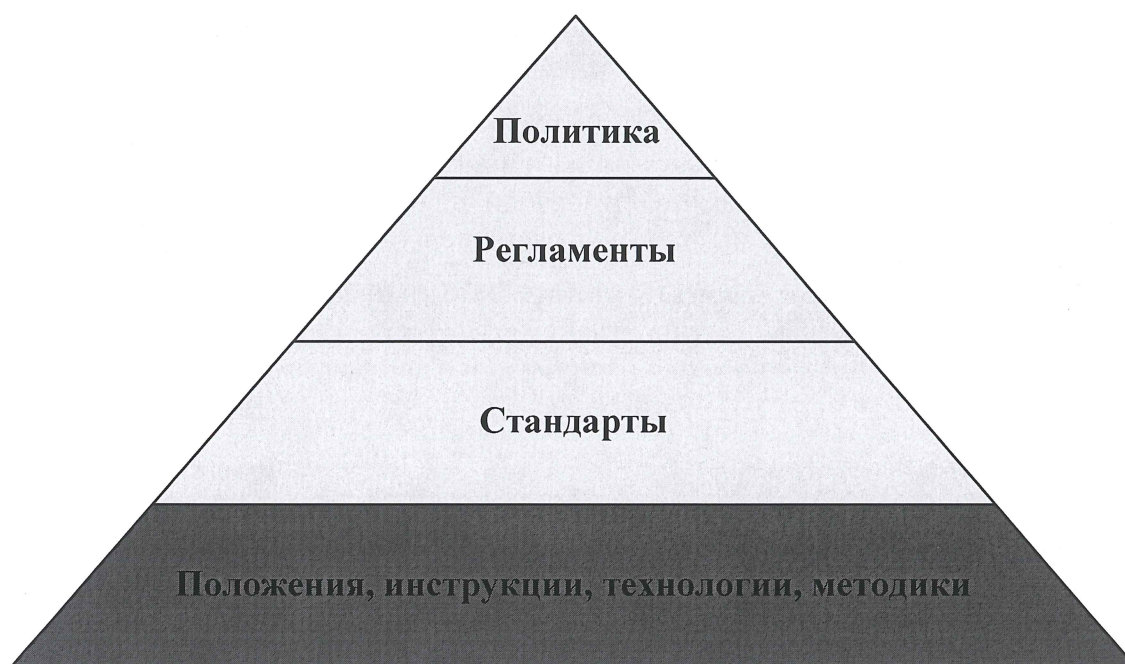 Политика
Регламенты
Стандарты
Положения, инструкции, технологии, методики